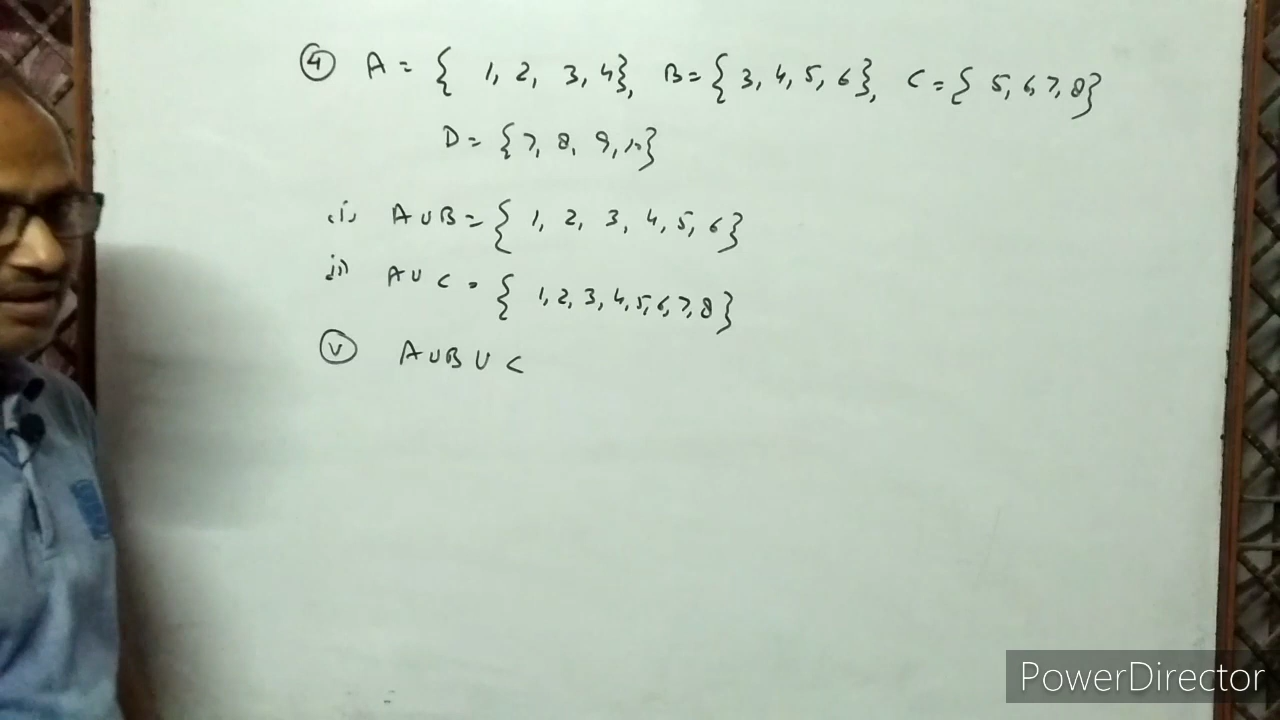 ④ A = { 1, 2, 3, 4}, B = { 3, 4, 5, 6 }, C = { 5, 6, 7, 8}
D = { 7, 8, 9, 10}
(i) A ∪ B = { 1, 2, 3, 4, 5, 6 }
ii) A ∪ C = { 1, 2, 3, 4, 5, 6, 7, 8 }
Ⓥ A ∪ B ∪ C
PowerDirector